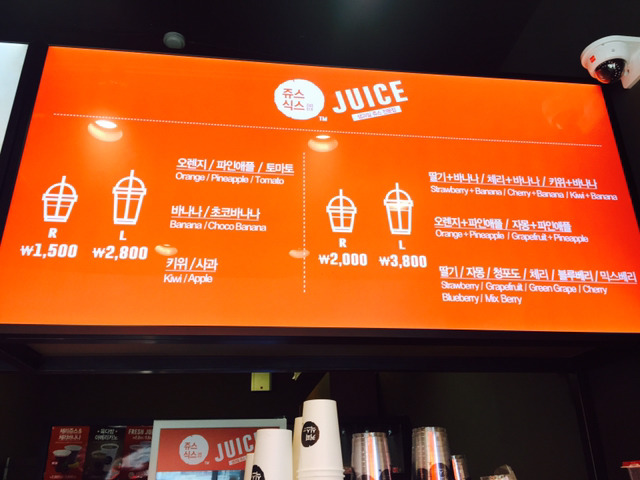 쥬스
식스
TM
JUICE
오렌지 / 파인애플 / 토마토
Orange / Pineapple / Tomato
바나나 / 초코바나나
Banana / Choco Banana
키위 / 사과
Kiwi / Apple
R
₩1,500
L
₩2,800
딸기+바나나 / 체리+바나나 / 키위+바나나
Strawberry + Banana / Cherry + Banana / Kiwi + Banana
오렌지+파인애플 / 자몽+파인애플
Orange + Pineapple / Grapefruit + Pineapple
딸기 / 자몽 / 청포도 / 체리 / 블루베리 / 믹스베리
Strawberry / Grapefruit / Green Grape / Cherry
Blueberry / Mix Berry
R
₩2,000
L
₩3,800
FRESH
쥬스
식스
JUICE